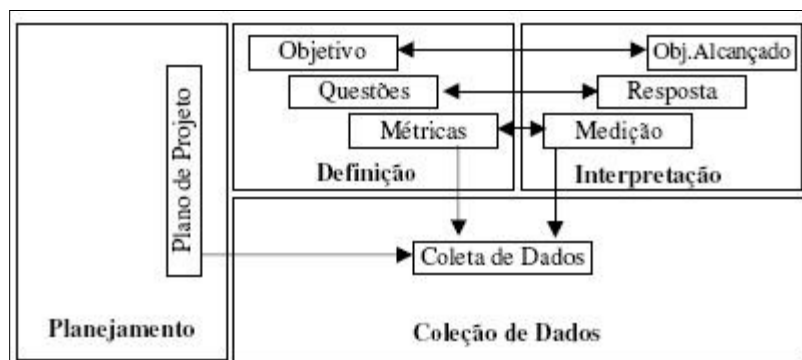 Objetivo
Obj.Alcançado
Questões
Resposta
Métricas
Medição
Definição
Interpretação
Plano de Projeto
Coleta de Dados
Planejamento
Coleção de Dados